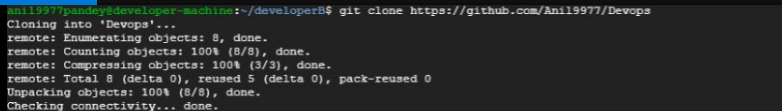 anil9977pandey@developer-machine:~/developerB$ git clone https://github.com/Anil9977/Devops
Cloning into 'Devops'...
remote: Enumerating objects: 8, done.
remote: Counting objects: 100% (8/8), done.
remote: Compressing objects: 100% (3/3), done.
remote: Total 8 (delta 0), reused 5 (delta 0), pack-reused 0
Unpacking objects: 100% (8/8), done.
Checking connectivity... done.